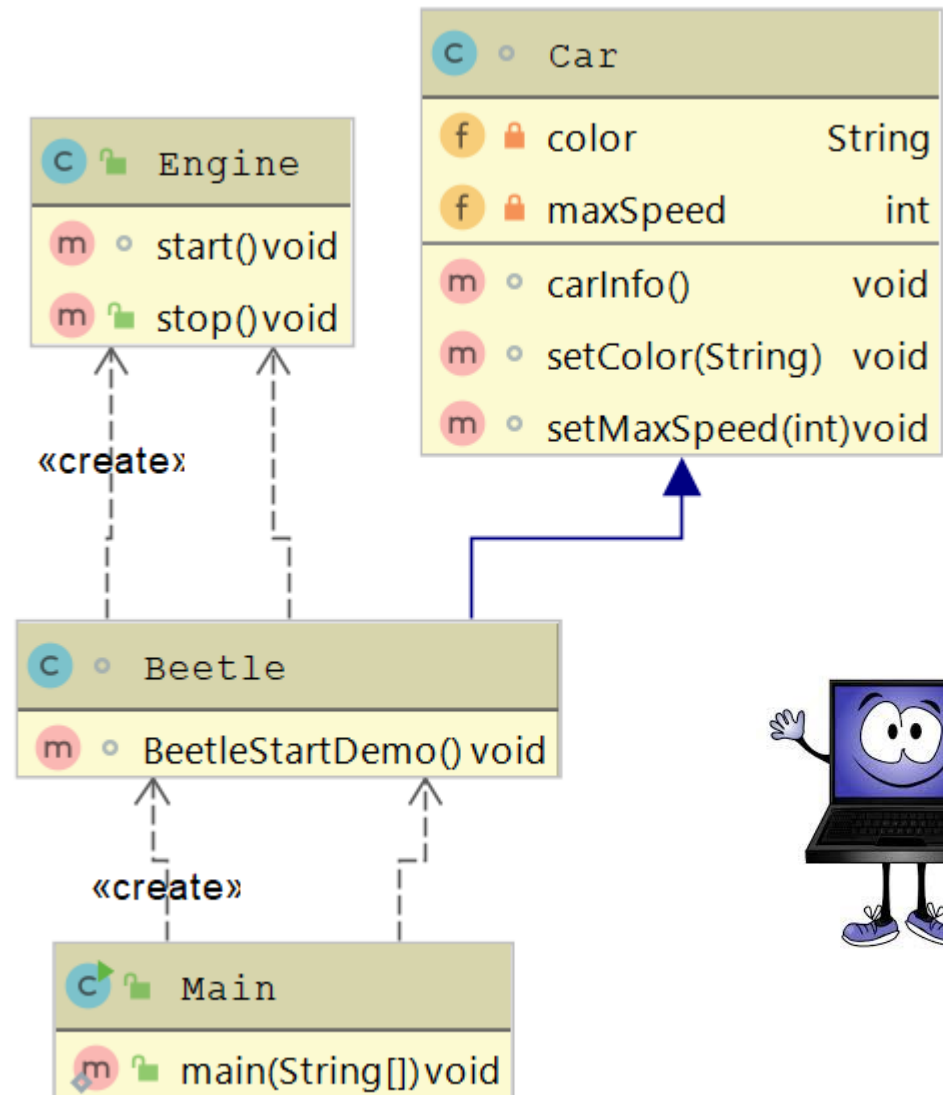 C Car
f color String
f maxSpeed int
m carInfo() void
m setColor(String) void
m setMaxSpeed(int)void
C Engine
m start()void
m stop()void
«create»
C Beetle
m BeetleStartDemo() void
«create»
C Main
m main(String[])void